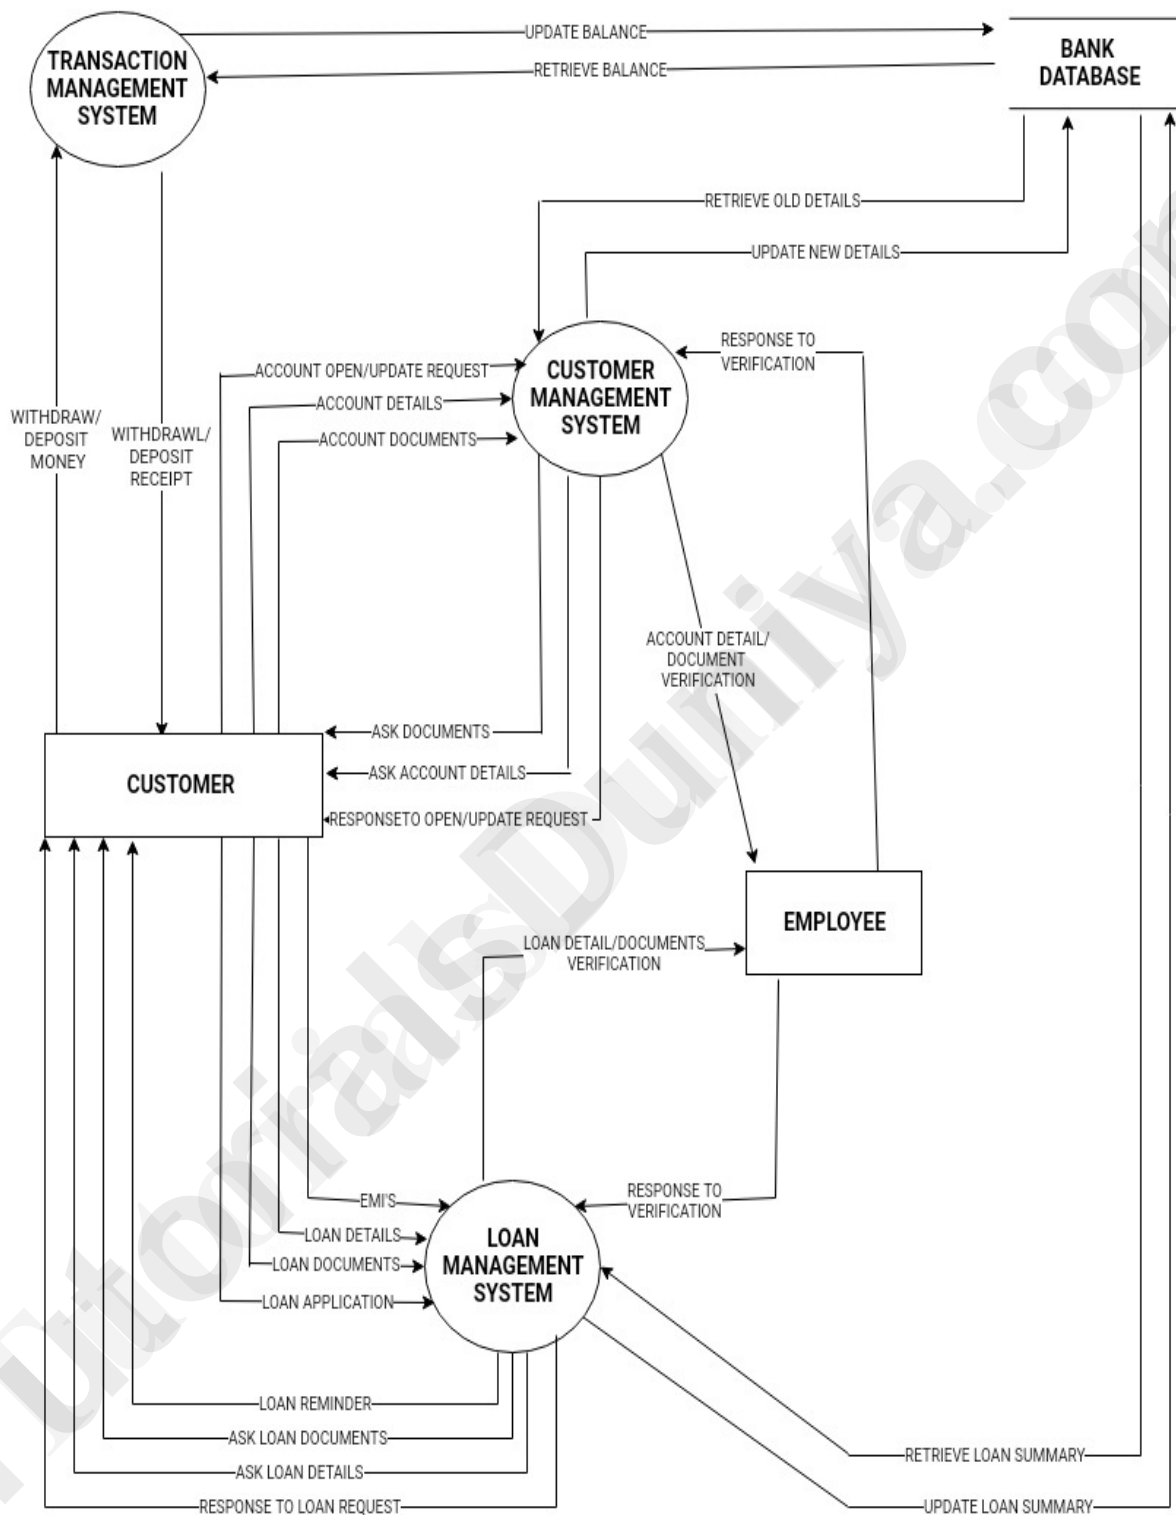 UPDATE BALANCE
TRANSACTION
MANAGEMENT
SYSTEM
BANK
DATABASE
RETRIEVE BALANCE
RETRIEVE OLD DETAILS
UPDATE NEW DETAILS
RESPONSE TO
VERIFICATION
ACCOUNT OPEN/UPDATE REQUEST
CUSTOMER
MANAGEMENT
SYSTEM
ACCOUNT DETAILS
WITHDRAW/
DEPOSIT
MONEY
WITHDRAWL/
DEPOSIT
RECEIPT
ACCOUNT DOCUMENTS
ACCOUNT DETAIL/
DOCUMENT
VERIFICATION
ASK DOCUMENTS
CUSTOMER
ASK ACCOUNT DETAILS
RESPONSETO OPEN/UPDATE REQUEST
EMPLOYEE
LOAN DETAIL/DOCUMENTS
VERIFICATION
EMI'S
RESPONSE TO
VERIFICATION
LOAN DETAILS
LOAN
MANAGEMENT
SYSTEM
LOAN DOCUMENTS
LOAN APPLICATION
LOAN REMINDER
ASK LOAN DOCUMENTS
RETRIEVE LOAN SUMMARY
ASK LOAN DETAILS
RESPONSE TO LOAN REQUEST
UPDATE LOAN SUMMARY
TutorialsDuniya.com